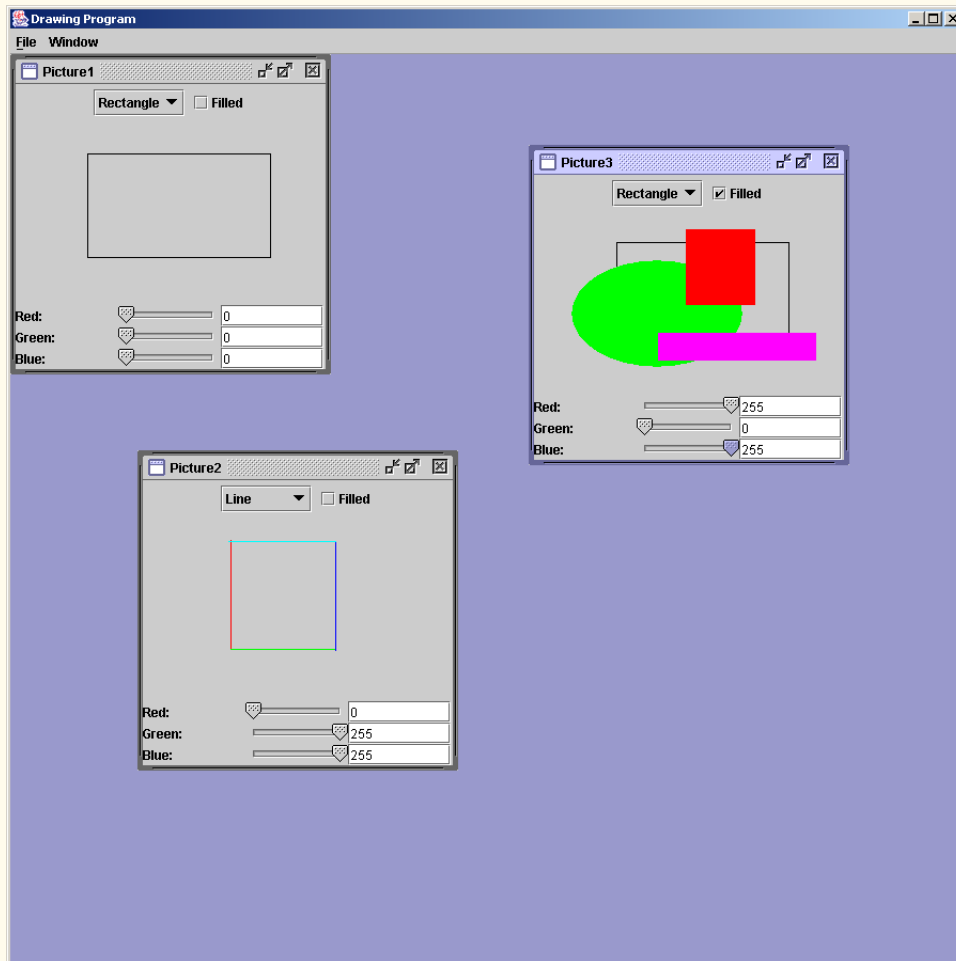 Drawing Program
File Window
Picture1
Rectangle Filled
Red: 0
Green: 0
Blue: 0
Picture3
Rectangle Filled
Red: 255
Green: 0
Blue: 255
Picture2
Line Filled
Red: 0
Green: 255
Blue: 255